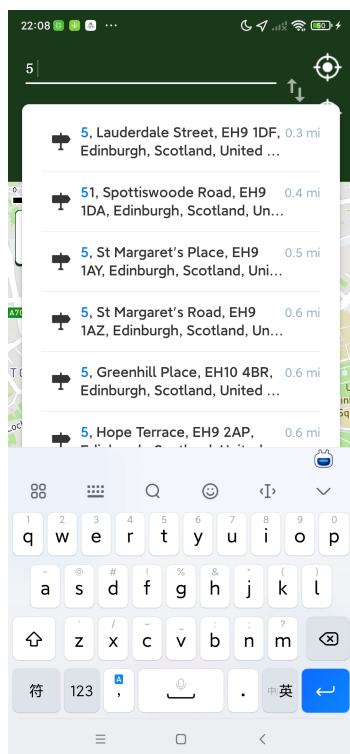 22:08 ... 50
5
5, Lauderdale Street, EH9 1DF, 0.3 mi
Edinburgh, Scotland, United ...
51, Spottiswoode Road, EH9 0.4 mi
1DA, Edinburgh, Scotland, Un...
5, St Margaret's Place, EH9 0.5 mi
1AY, Edinburgh, Scotland, Uni...
5, St Margaret's Road, EH9 0.6 mi
1AZ, Edinburgh, Scotland, Un...
5, Greenhill Place, EH10 4BR, 0.6 mi
Edinburgh, Scotland, United ...
5, Hope Terrace, EH9 2AP, 0.6 mi
1 2 3 4 5 6 7 8 9 0
q w e r t y u i o p
- @ # ! % & * ( )
a s d f g h j k l
' / - _ : ; ?
z x c v b n m
符 123 A , . 中 英